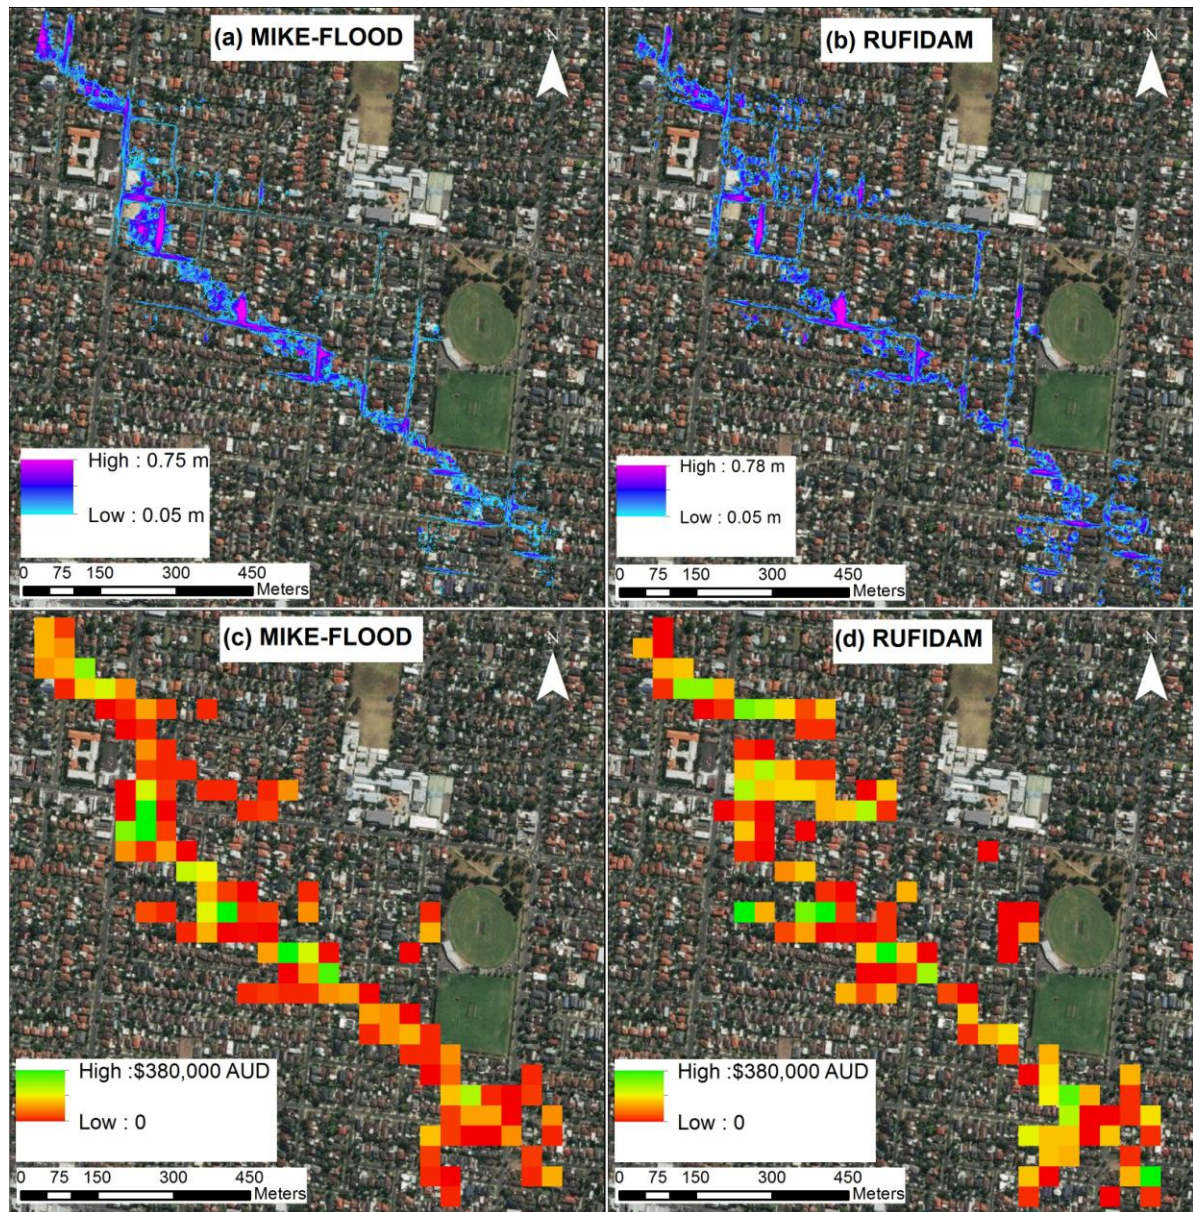 (a) MIKE-FLOOD
N
High : 0.75 m
Low : 0.05 m
0 75 150 300 450
Meters
(b) RUFIDAM
N
High : 0.78 m
Low : 0.05 m
0 75 150 300 450
Meters
(c) MIKE-FLOOD
N
High :$380,000 AUD
Low : 0
0 75 150 300 450
Meters
(d) RUFIDAM
N
High :$380,000 AUD
Low : 0
0 75 150 300 450
Meters